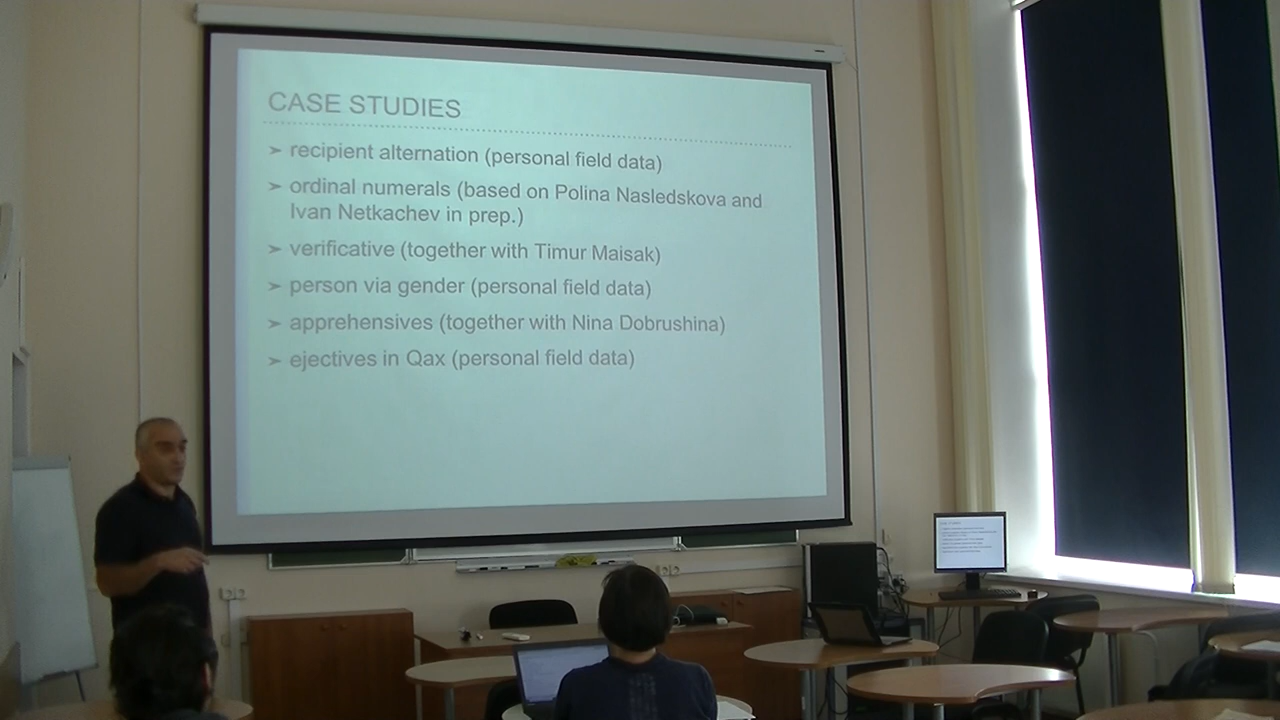 CASE STUDIES
➢ recipient alternation (personal field data)
➢ ordinal numerals (based on Polina Nasledskova and
Ivan Netkachev in prep.)
➢ verificative (together with Timur Maisak)
➢ person via gender (personal field data)
➢ apprehensives (together with Nina Dobrushina)
➢ ejectives in Qax (personal field data)